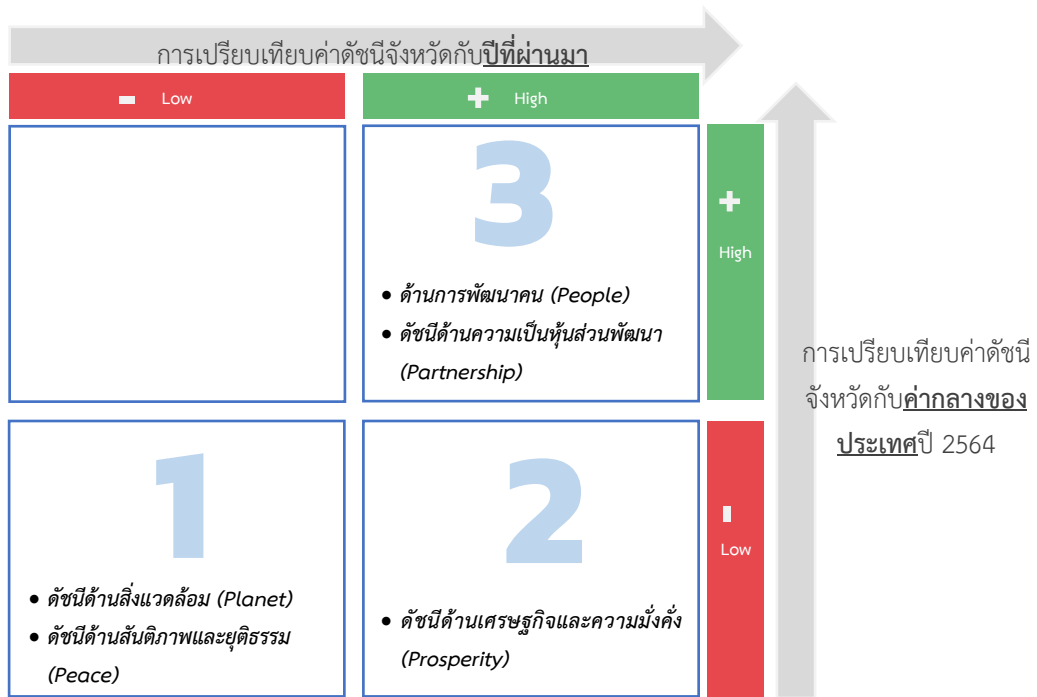 การเปรียบเทียบค่าดัชนีจังหวัดกับปีที่ผ่านมา
- Low
+ High
3
• ด้านการพัฒนาคน (People)
• ดัชนีด้านความเป็นหุ้นส่วนพัฒนา
(Partnership)
+
High
การเปรียบเทียบค่าดัชนี
จังหวัดกับค่ากลางของ
ประเทศปี 2564
1
• ดัชนีด้านสิ่งแวดล้อม (Planet)
• ดัชนีด้านสันติภาพและยุติธรรม
(Peace)
2
• ดัชนีด้านเศรษฐกิจและความมั่งคั่ง
(Prosperity)
-
Low